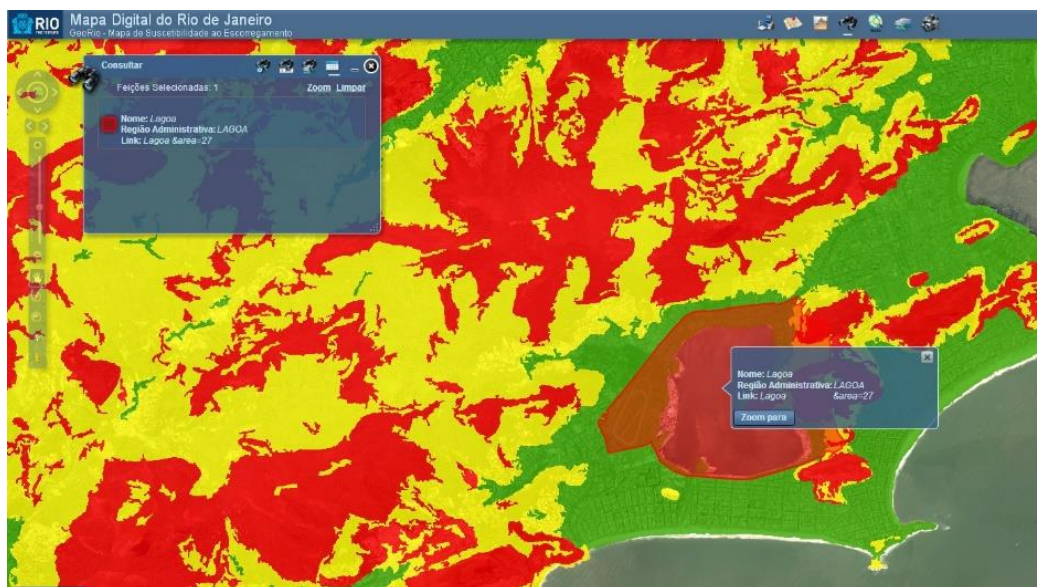 RIO
Mapa Digital do Rio de Janeiro
GeoRio - Mapa de Suscetibilidade ao Escorregamento
Consultar
Feições Selecionadas: 1 Zoom Limpar
Nome: Lagoa
Região Administrativa: LAGOA
Link: Lagoa &area=27
Nome: Lagoa
Região Administrativa: LAGOA
Link: Lagoa &area=27
Zoom para